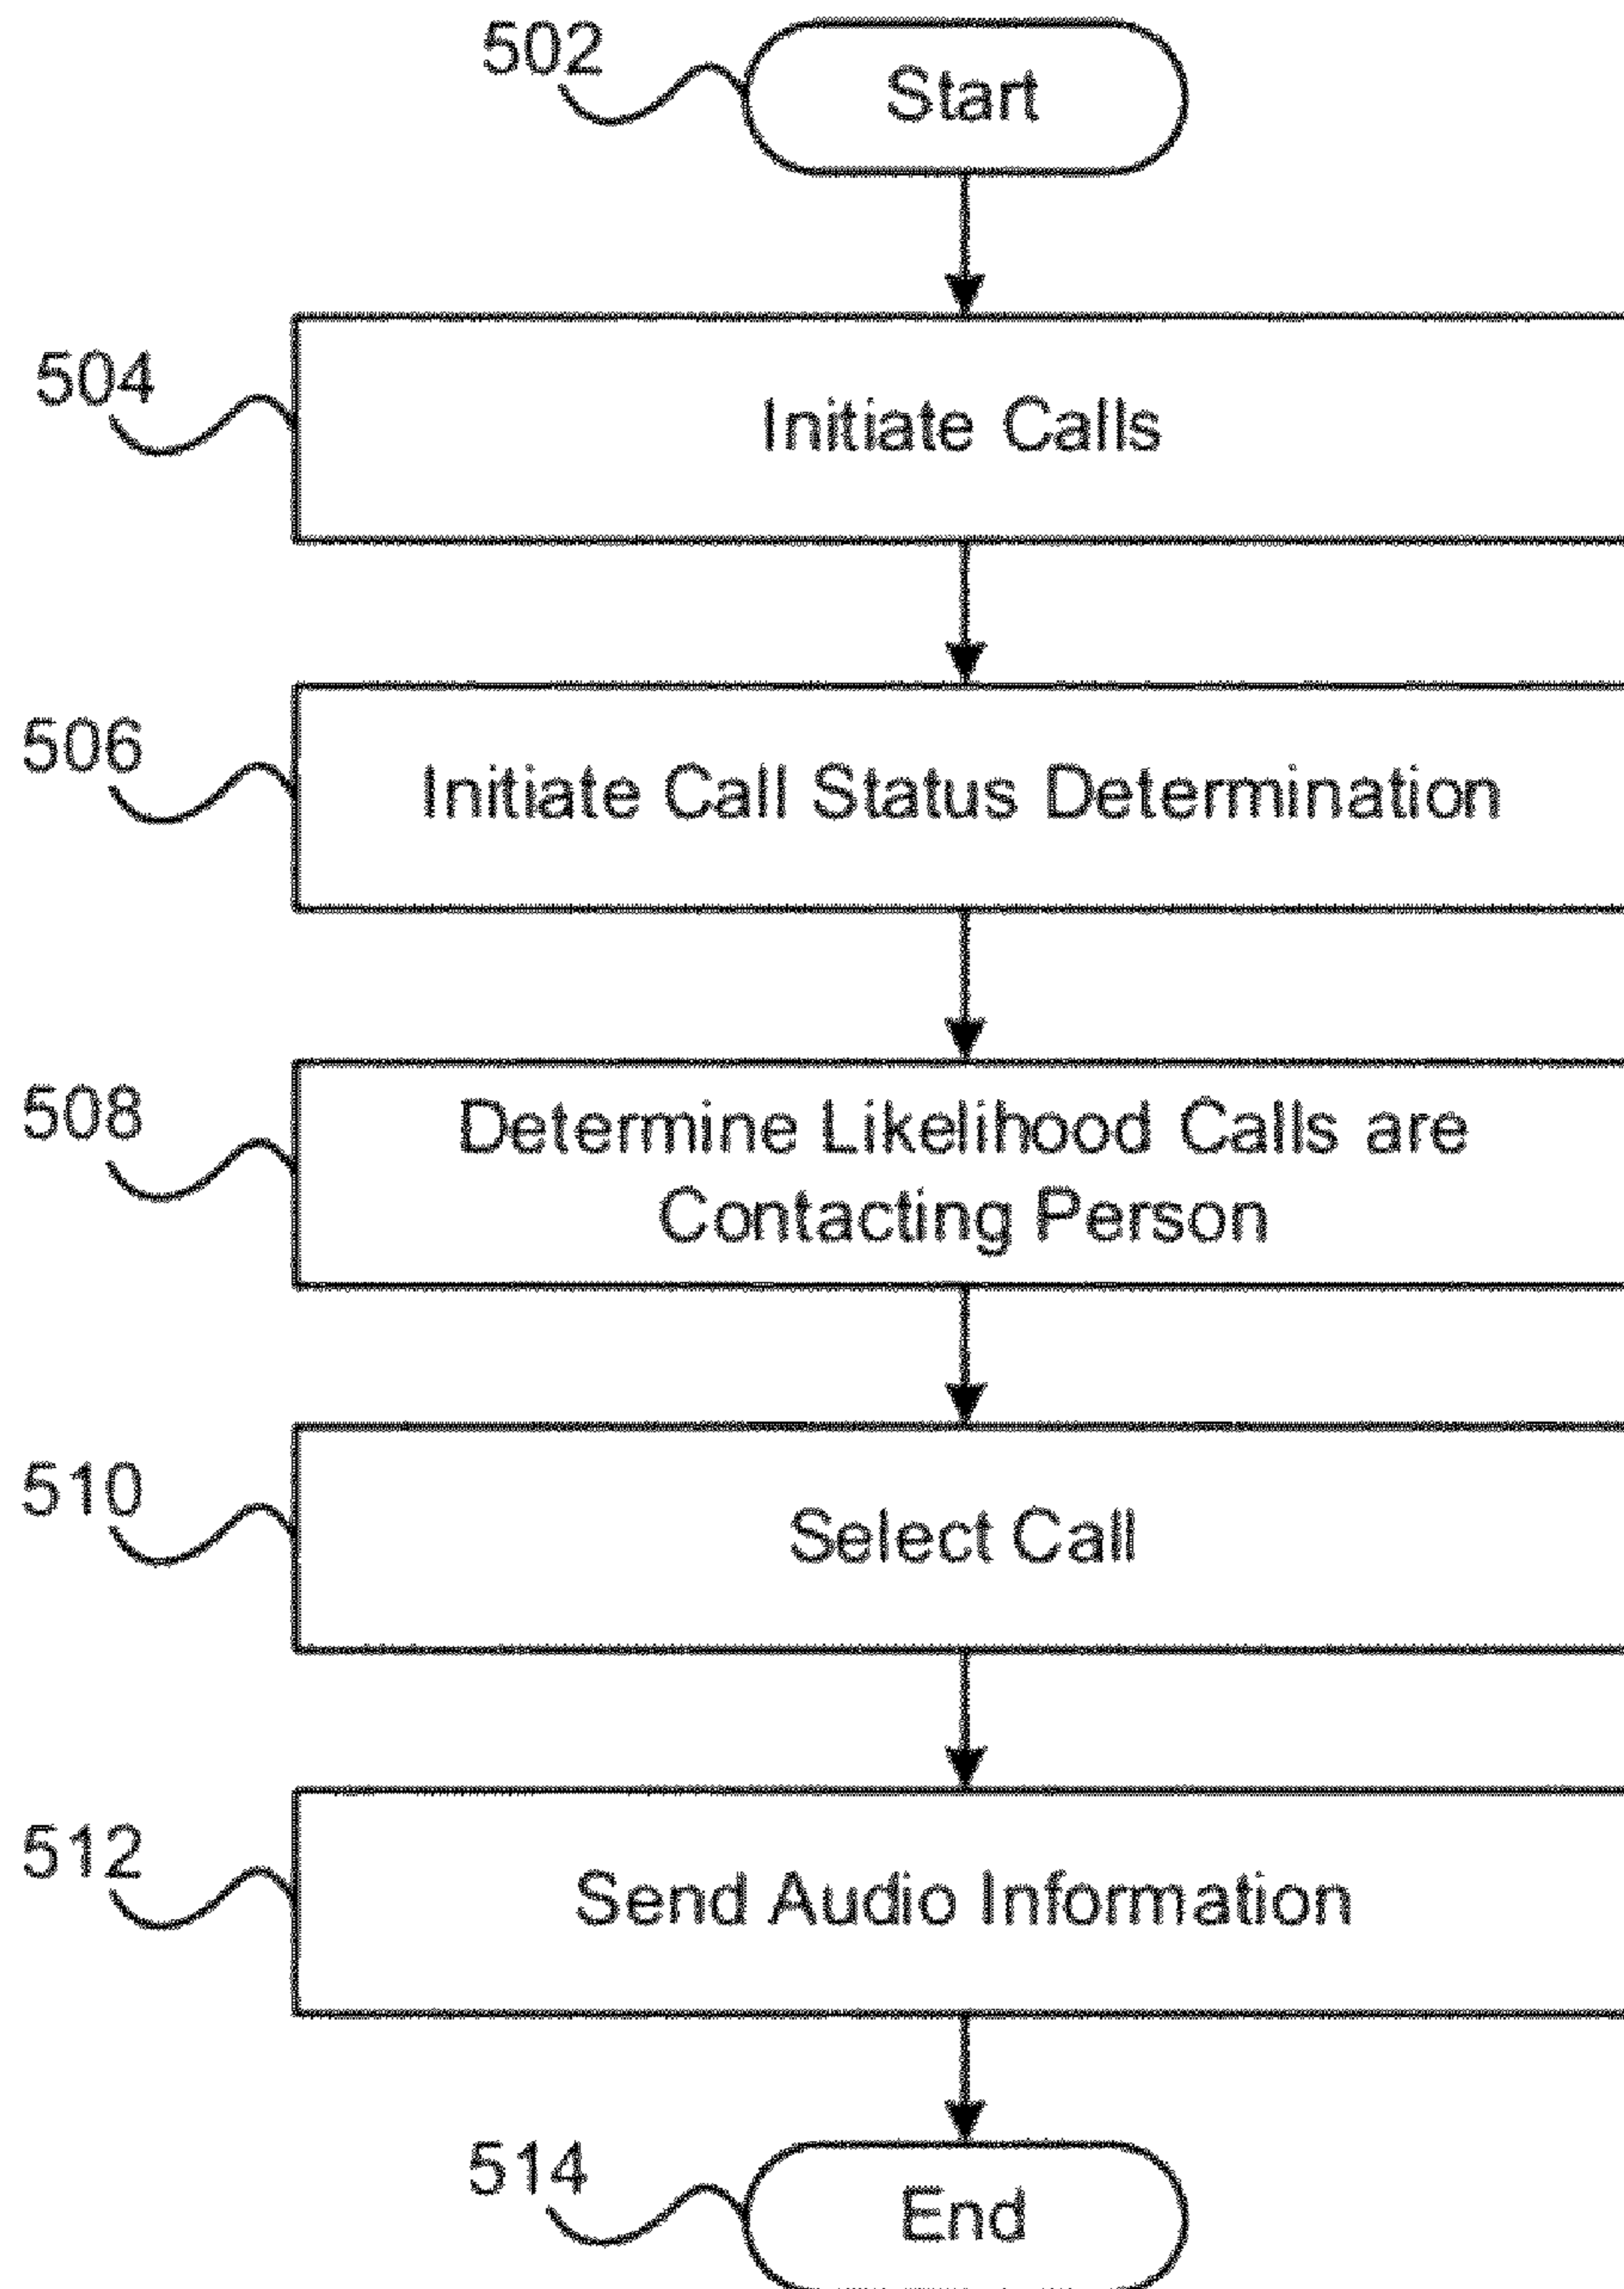 502
Start
504
Initiate Calls
506
Initiate Call Status Determination
508
Determine Likelihood Calls are
Contacting Person
510
Select Call
512
Send Audio Information
514
End